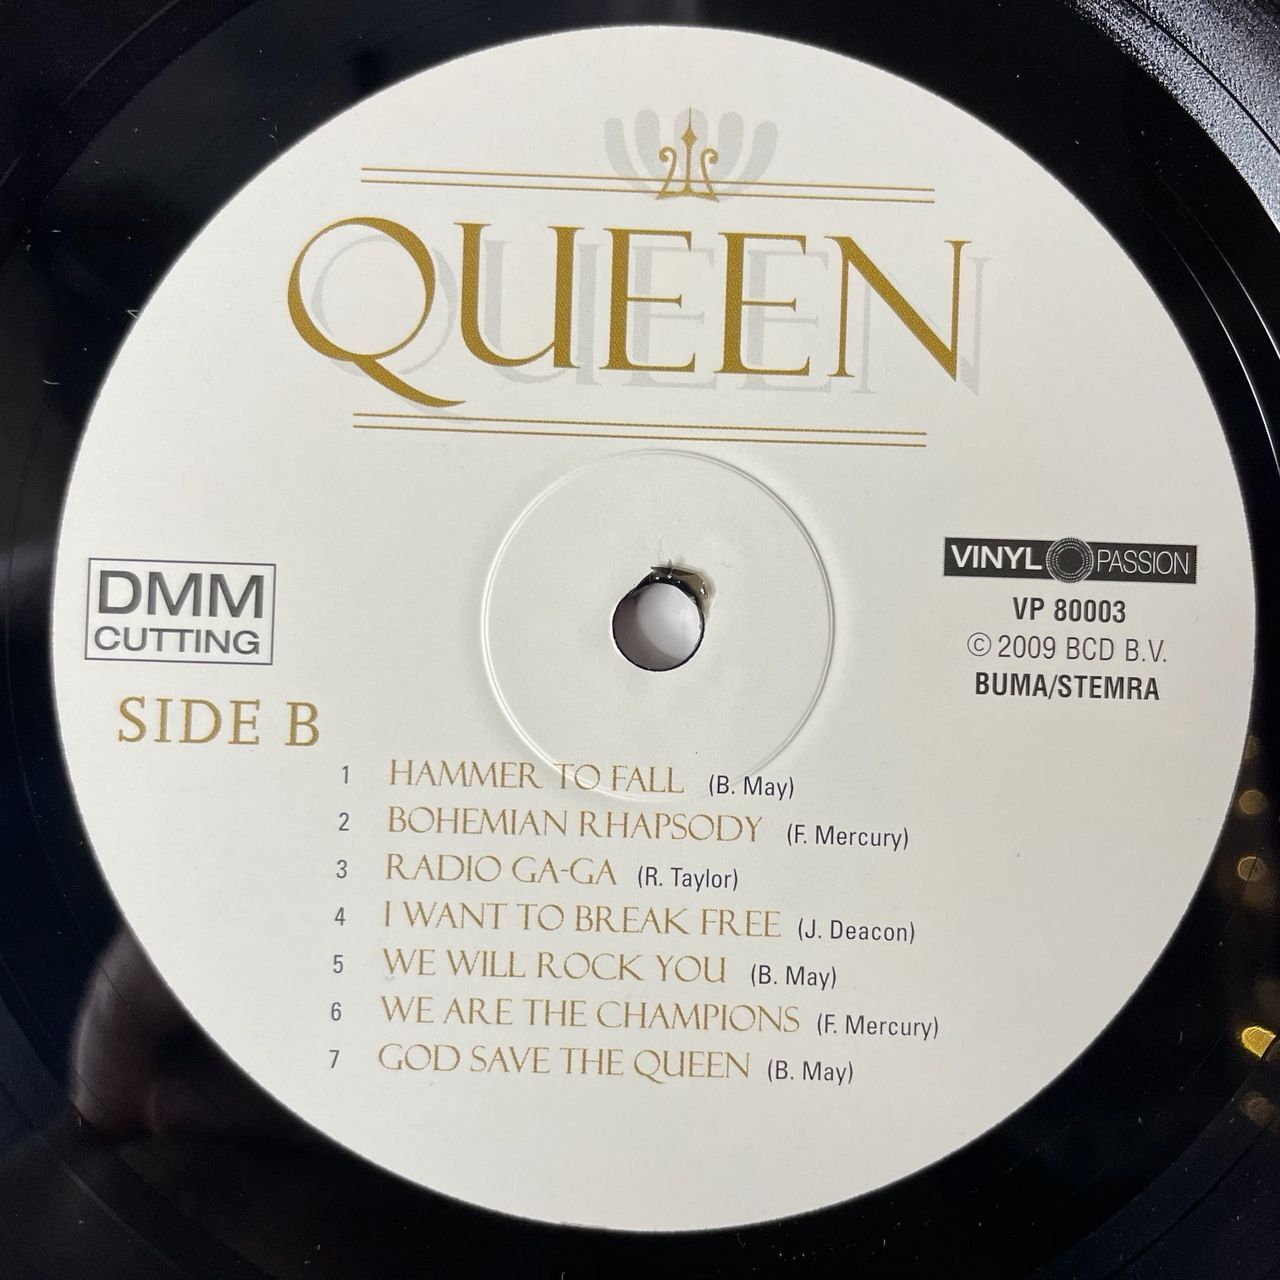 QUEEN
DMM
CUTTING
VINYL PASSION
VP 80003
© 2009 BCD B.V.
BUMA/STEMRA
SIDE B
1 HAMMER TO FALL (B. May)
2 BOHEMIAN RHAPSODY (F. Mercury)
3 RADIO GA-GA (R. Taylor)
4 I WANT TO BREAK FREE (J. Deacon)
5 WE WILL ROCK YOU (B. May)
6 WE ARE THE CHAMPIONS (F. Mercury)
7 GOD SAVE THE QUEEN (B. May)